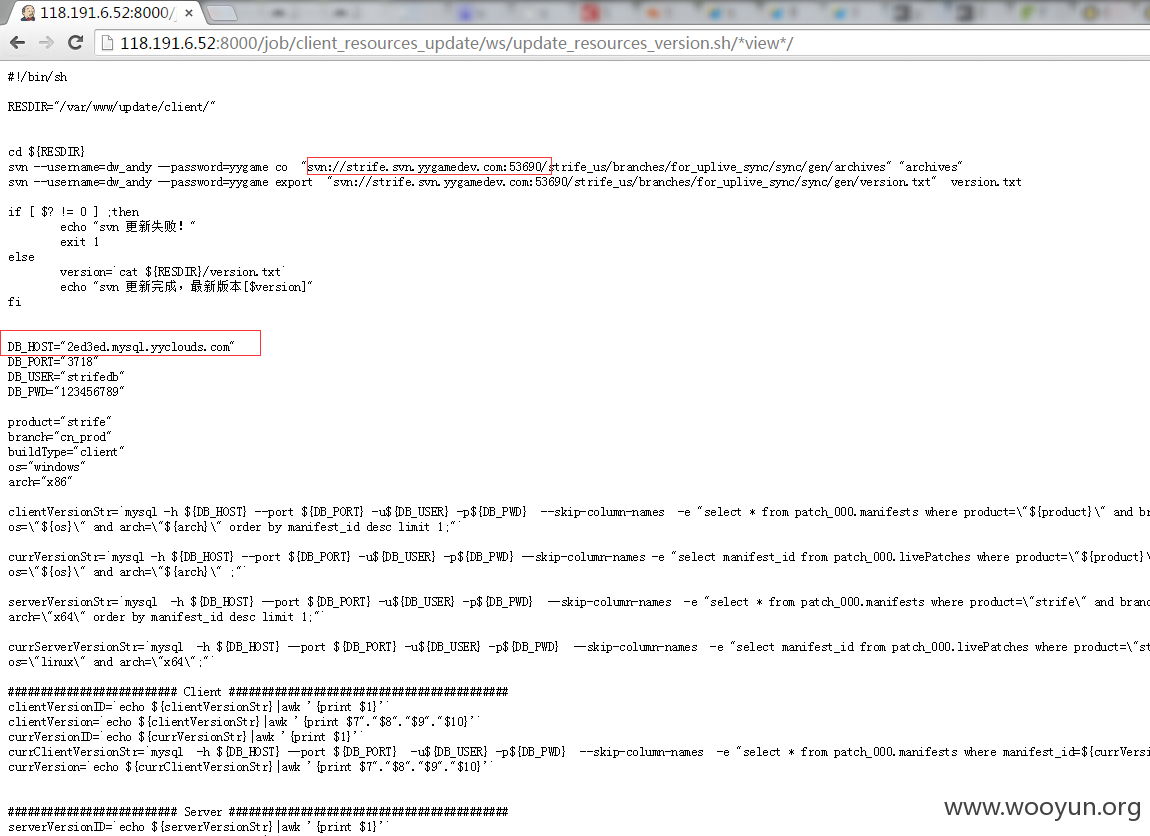 118.191.6.52:8000/
118.191.6.52:8000/job/client_resources_update/ws/update_resources_version.sh/*view*/
#!/bin/sh
RESDIR="/var/www/update/client/"
cd ${RESDIR}
svn --username=dw_andy --password=yygame co "svn://strife.svn.yygamedev.com:53690/strife_us/branches/for_uplive_sync/sync/gen/archives" "archives"
svn --username=dw_andy --password=yygame export "svn://strife.svn.yygamedev.com:53690/strife_us/branches/for_uplive_sync/sync/gen/version.txt" version.txt
if [ $? != 0 ] ;then
echo "svn 更新失败！"
exit 1
else
version=`cat ${RESDIR}/version.txt`
echo "svn 更新完成，最新版本[$version]"
fi
DB_HOST="2ed3ed.mysql.yyclouds.com"
DB_PORT="3718"
DB_USER="strifedb"
DB_PWD="123456789"
product="strife"
branch="cn_prod"
buildType="client"
os="windows"
arch="x86"
clientVersionStr=`mysql -h ${DB_HOST} --port ${DB_PORT} -u${DB_USER} -p${DB_PWD} --skip-column-names -e "select * from patch_000.manifests where product=\"${product}\" and br
os=\"${os}\" and arch=\"${arch}\" order by manifest_id desc limit 1;"`
currVersionStr=`mysql -h ${DB_HOST} --port ${DB_PORT} -u${DB_USER} -p${DB_PWD} --skip-column-names -e "select manifest_id from patch_000.livePatches where product=\"${product}\
os=\"${os}\" and arch=\"${arch}\" ;"`
serverVersionStr=`mysql -h ${DB_HOST} --port ${DB_PORT} -u${DB_USER} -p${DB_PWD} --skip-column-names -e "select * from patch_000.manifests where product=\"strife\" and branc
arch=\"x64\" order by manifest_id desc limit 1;"`
currServerVersionStr=`mysql -h ${DB_HOST} --port ${DB_PORT} -u${DB_USER} -p${DB_PWD} --skip-column-names -e "select manifest_id from patch_000.livePatches where product=\"st
os=\"linux\" and arch=\"x64\";"`
########################## Client ###########################################
clientVersionID=`echo ${clientVersionStr}|awk '{print $1}'`
clientVersion=`echo ${clientVersionStr}|awk '{print $7"."$8"."$9"."$10}'`
currVersionID=`echo ${currVersionStr}|awk '{print $1}'`
currClientVersionStr=`mysql -h ${DB_HOST} --port ${DB_PORT} -u${DB_USER} -p${DB_PWD} --skip-column-names -e "select * from patch_000.manifests where manifest_id=${currVersi
currVersion=`echo ${currClientVersionStr}|awk '{print $7"."$8"."$9"."$10}'`
########################## Server ###########################################
serverVersionID=`echo ${serverVersionStr}|awk '{print $1}'`
www.wooyun.org